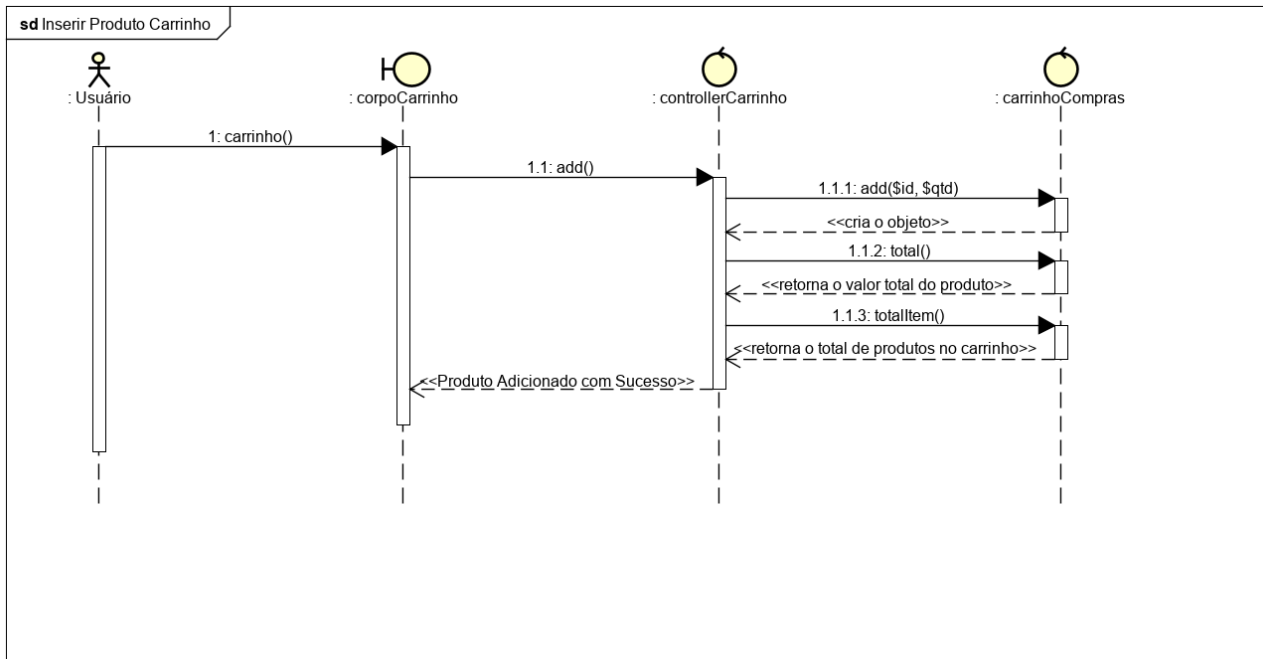 sd Inserir Produto Carrinho
: Usuário
: corpoCarrinho
: controllerCarrinho
: carrinhoCompras
1: carrinho()
1.1: add()
1.1.1: add($id, $qtd)
<<cria o objeto>>
1.1.2: total()
<<retorna o valor total do produto>>
1.1.3: totalItem()
<<retorna o total de produtos no carrinho>>
<<Produto Adicionado com Sucesso>>